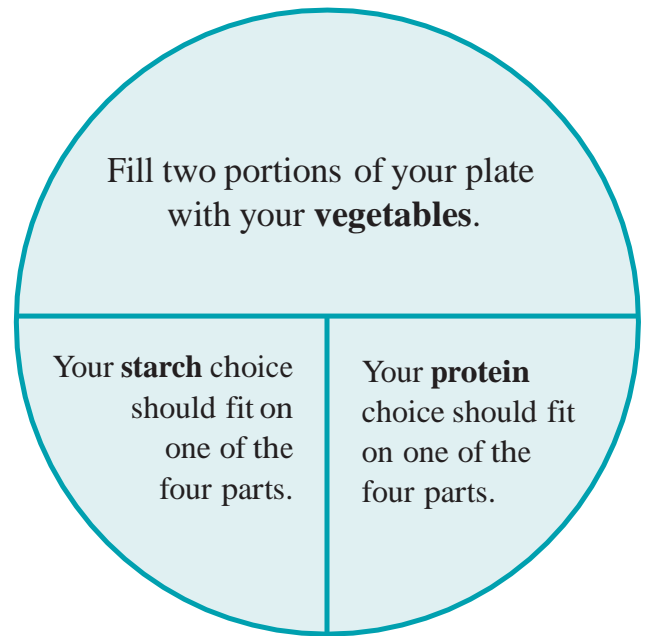 Fill two portions of your plate
with your vegetables.
Your starch choice
should fit on
one of the
four parts.
Your protein
choice should fit
on one of the
four parts.